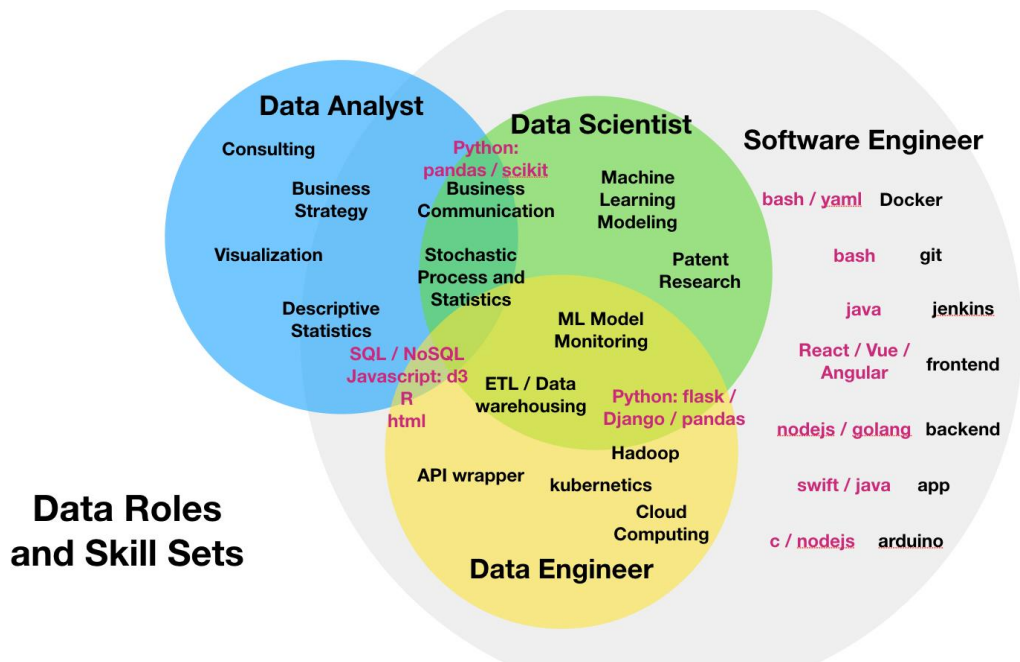 Data Analyst
Consulting
Business
Strategy
Visualization
Descriptive
Statistics
Python:
pandas / scikit
Business
Communication
Stochastic
Process and
Statistics
SQL / NoSQL
Javascript: d3
R
html
Data Scientist
Machine
Learning
Modeling
Patent
Research
ML Model
Monitoring
ETL / Data
warehousing
Python: flask /
Django / pandas
Hadoop
API wrapper
kubernetics
Cloud
Computing
Data Engineer
Software Engineer
bash / yaml Docker
bash git
java jenkins
React / Vue /
Angular frontend
nodejs / golang backend
swift / java app
c / nodejs arduino
Data Roles
and Skill Sets